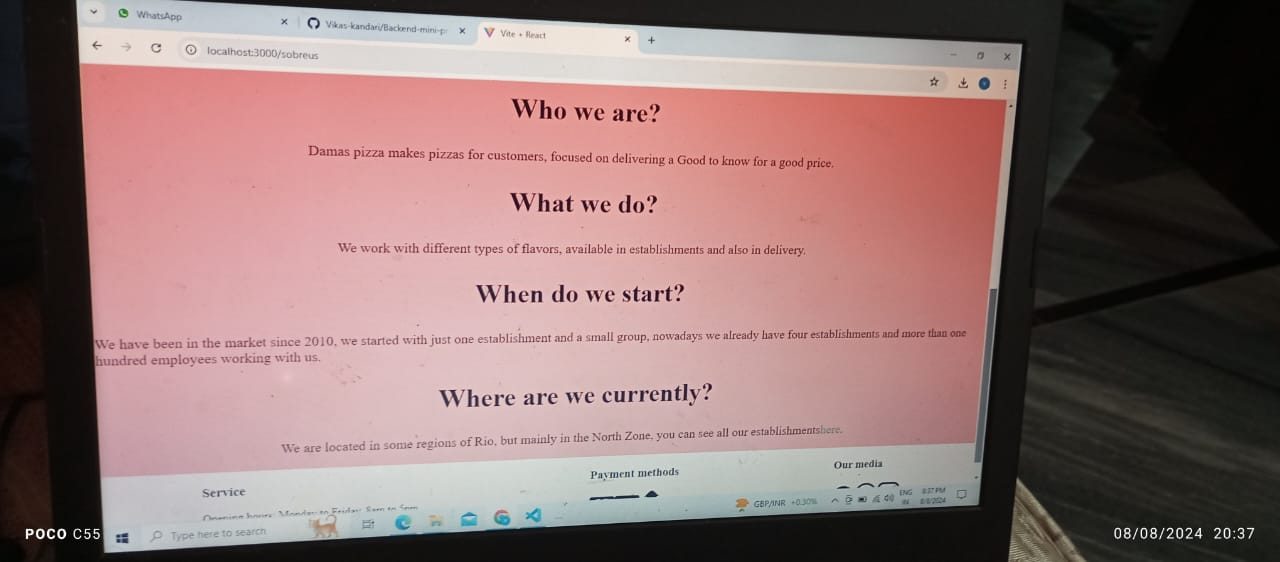 WhatsApp
Vikas-kandari/Backend-mini-p
Vite + React
localhost:3000/sobreus
Who we are?
Damas pizza makes pizzas for customers, focused on delivering a Good to know for a good price.
What we do?
We work with different types of flavors, available in establishments and also in delivery.
When do we start?
We have been in the market since 2010, we started with just one establishment and a small group, nowadays we already have four establishments and more than one
hundred employees working with us.
Where are we currently?
We are located in some regions of Rio, but mainly in the North Zone, you can see all our establishmentshere.
Service
Payment methods
Our media
Opening hours: Monday to Friday: 8am to 5pm
Type here to search
GBP/INR +0.30%
ENG
IN
8:37 PM
8/8/2024
POCO C55
08/08/2024 20:37